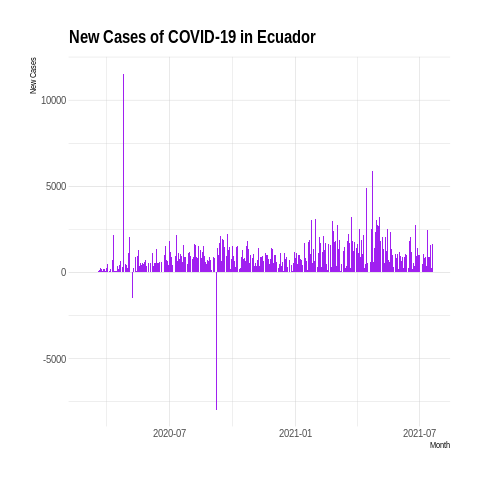 New Cases of COVID-19 in Ecuador
New Cases
10000
5000
0
-5000
2020-07
2021-01
2021-07
Month